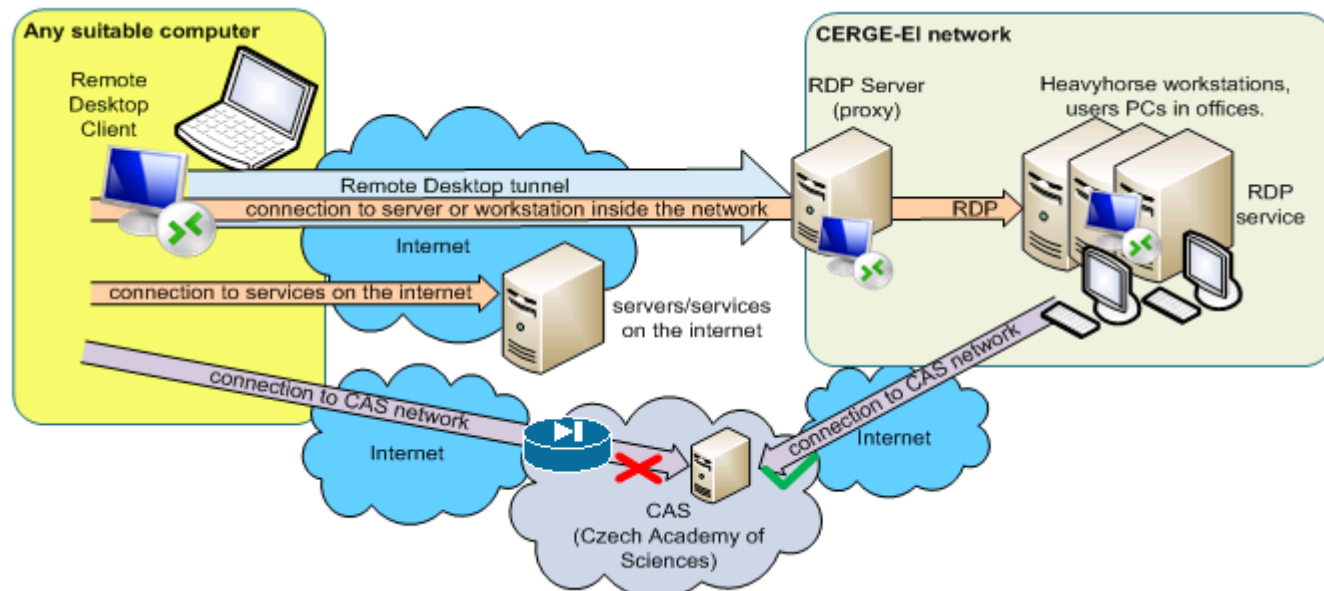 Any suitable computer
Remote
Desktop
Client
CERGE-EI network
RDP Server
(proxy)
Heavyhorse workstations,
users PCs in offices.
Remote Desktop tunnel
connection to server or workstation inside the network
RDP
RDP
service
Internet
connection to services on the internet
servers/services
on the internet
connection to CAS network
Internet
connection to CAS network
Internet
CAS
(Czech Academy of
Sciences)